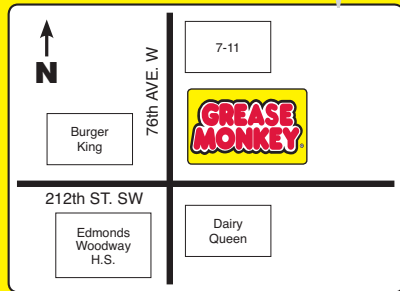 N
76th AVE. W
7-11
GREASE
MONKEY®
Burger
King
212th ST. SW
Edmonds
Woodway
H.S.
Dairy
Queen